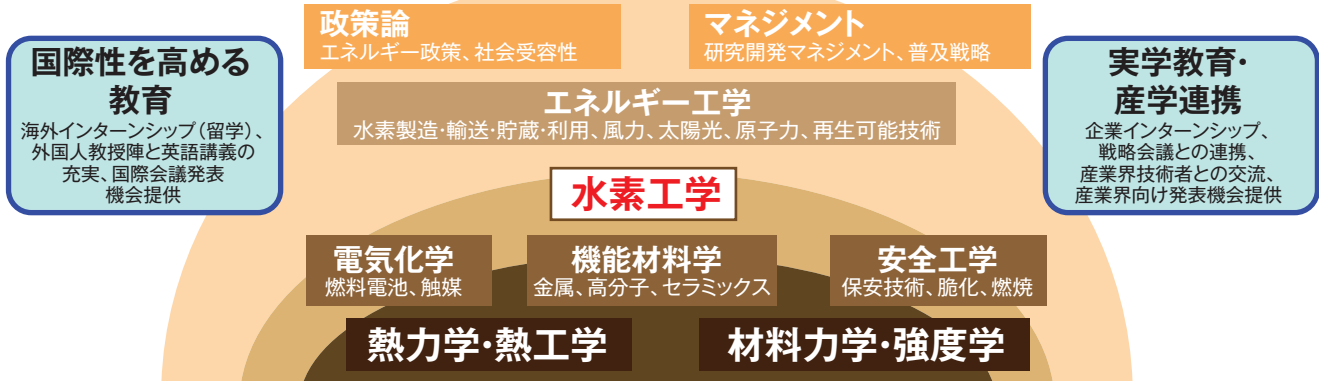 国際性を高める
教育
海外インターンシップ（留学）、
外国人教授陣と英語講義の
充実、国際会議発表
機会提供
政策論
エネルギー政策、社会受容性
マネジメント
研究開発マネジメント、普及戦略
エネルギー工学
水素製造・輸送・貯蔵・利用、風力、太陽光、原子力、再生可能技術
水素工学
電気化学
燃料電池、触媒
機能材料学
金属、高分子、セラミックス
安全工学
保安技術、脆化、燃焼
熱力学・熱工学
材料力学・強度学
実学教育・
産学連携
企業インターンシップ、
戦略会議との連携、
産業界技術者との交流、
産業界向け発表機会提供